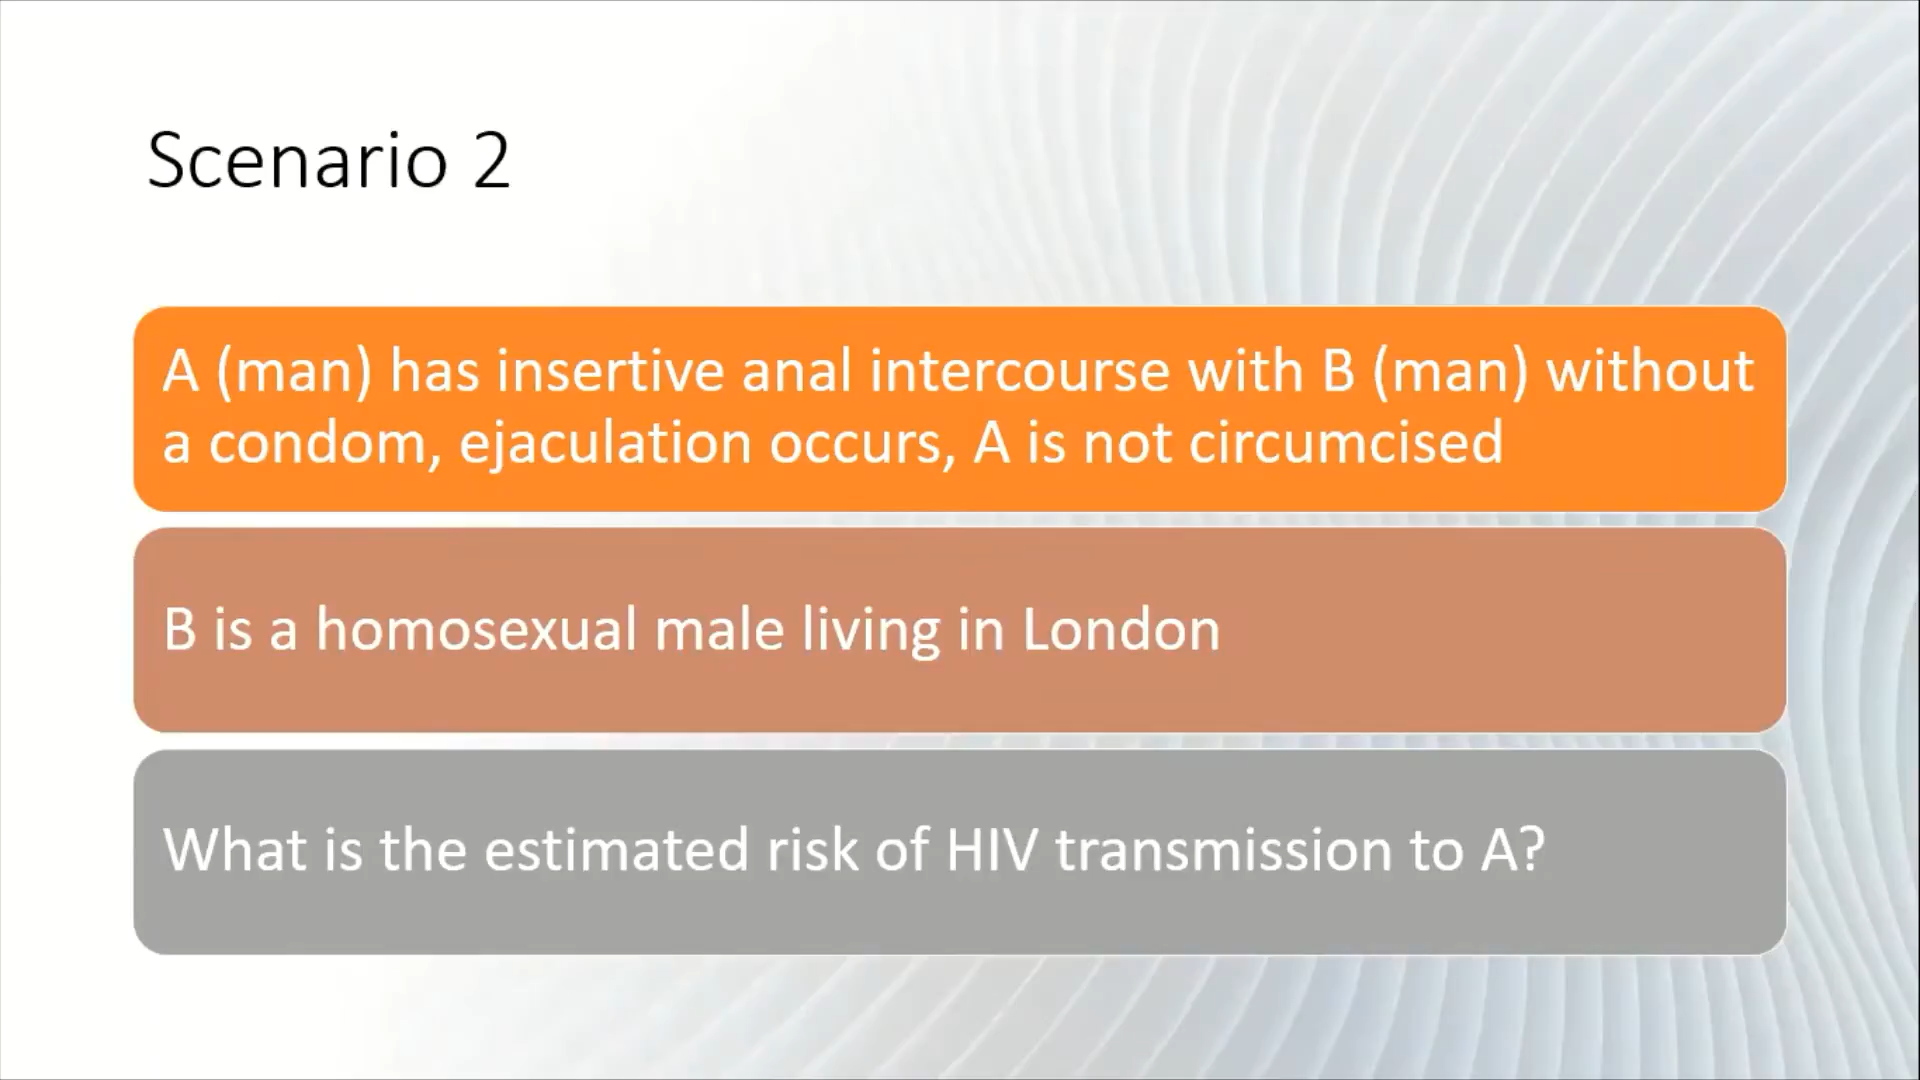 Scenario 2
A (man) has insertive anal intercourse with B (man) without
a condom, ejaculation occurs, A is not circumcised
B is a homosexual male living in London
What is the estimated risk of HIV transmission to A?